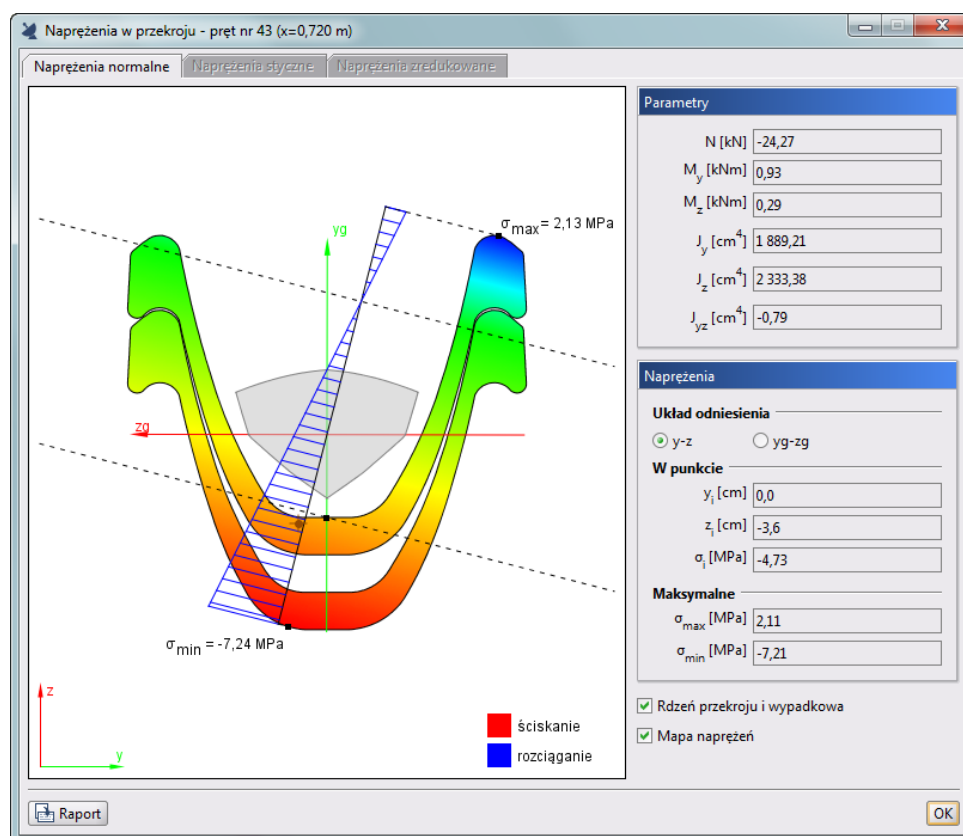 Naprężenia w przekroju - pręt nr 43 (x=0,720 m)
Naprężenia normalne
Naprężenia styczne
Naprężenia zredukowane
σmax= 2,13 MPa
yg
zg
σmin = -7,24 MPa
z
y
ściskanie
rozciąganie
Parametry
N [kN] -24,27
My [kNm] 0,93
Mz [kNm] 0,29
Jy [cm4] 1 889,21
Jz [cm4] 2 333,38
Jyz [cm4] -0,79
Naprężenia
Układ odniesienia
y-z yg-zg
W punkcie
yi [cm] 0,0
zi [cm] -3,6
σi [MPa] -4,73
Maksymalne
σmax [MPa] 2,11
σmin [MPa] -7,21
Rdzeń przekroju i wypadkowa
Mapa naprężeń
Raport
OK